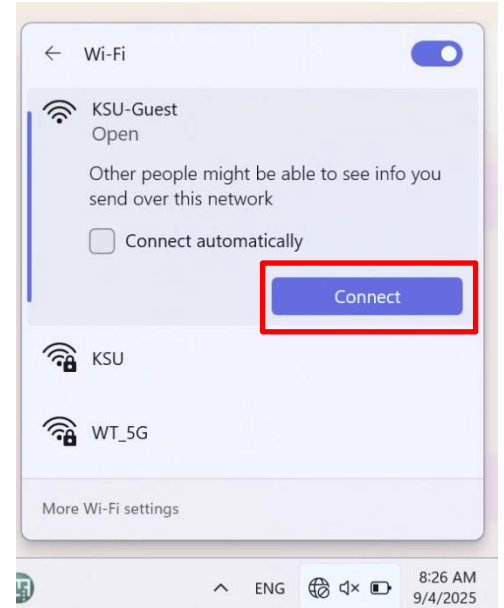 Wi-Fi
KSU-Guest
Open
Other people might be able to see info you
send over this network
Connect automatically
Connect
KSU
WT_5G
More Wi-Fi settings
ENG
8:26 AM
9/4/2025